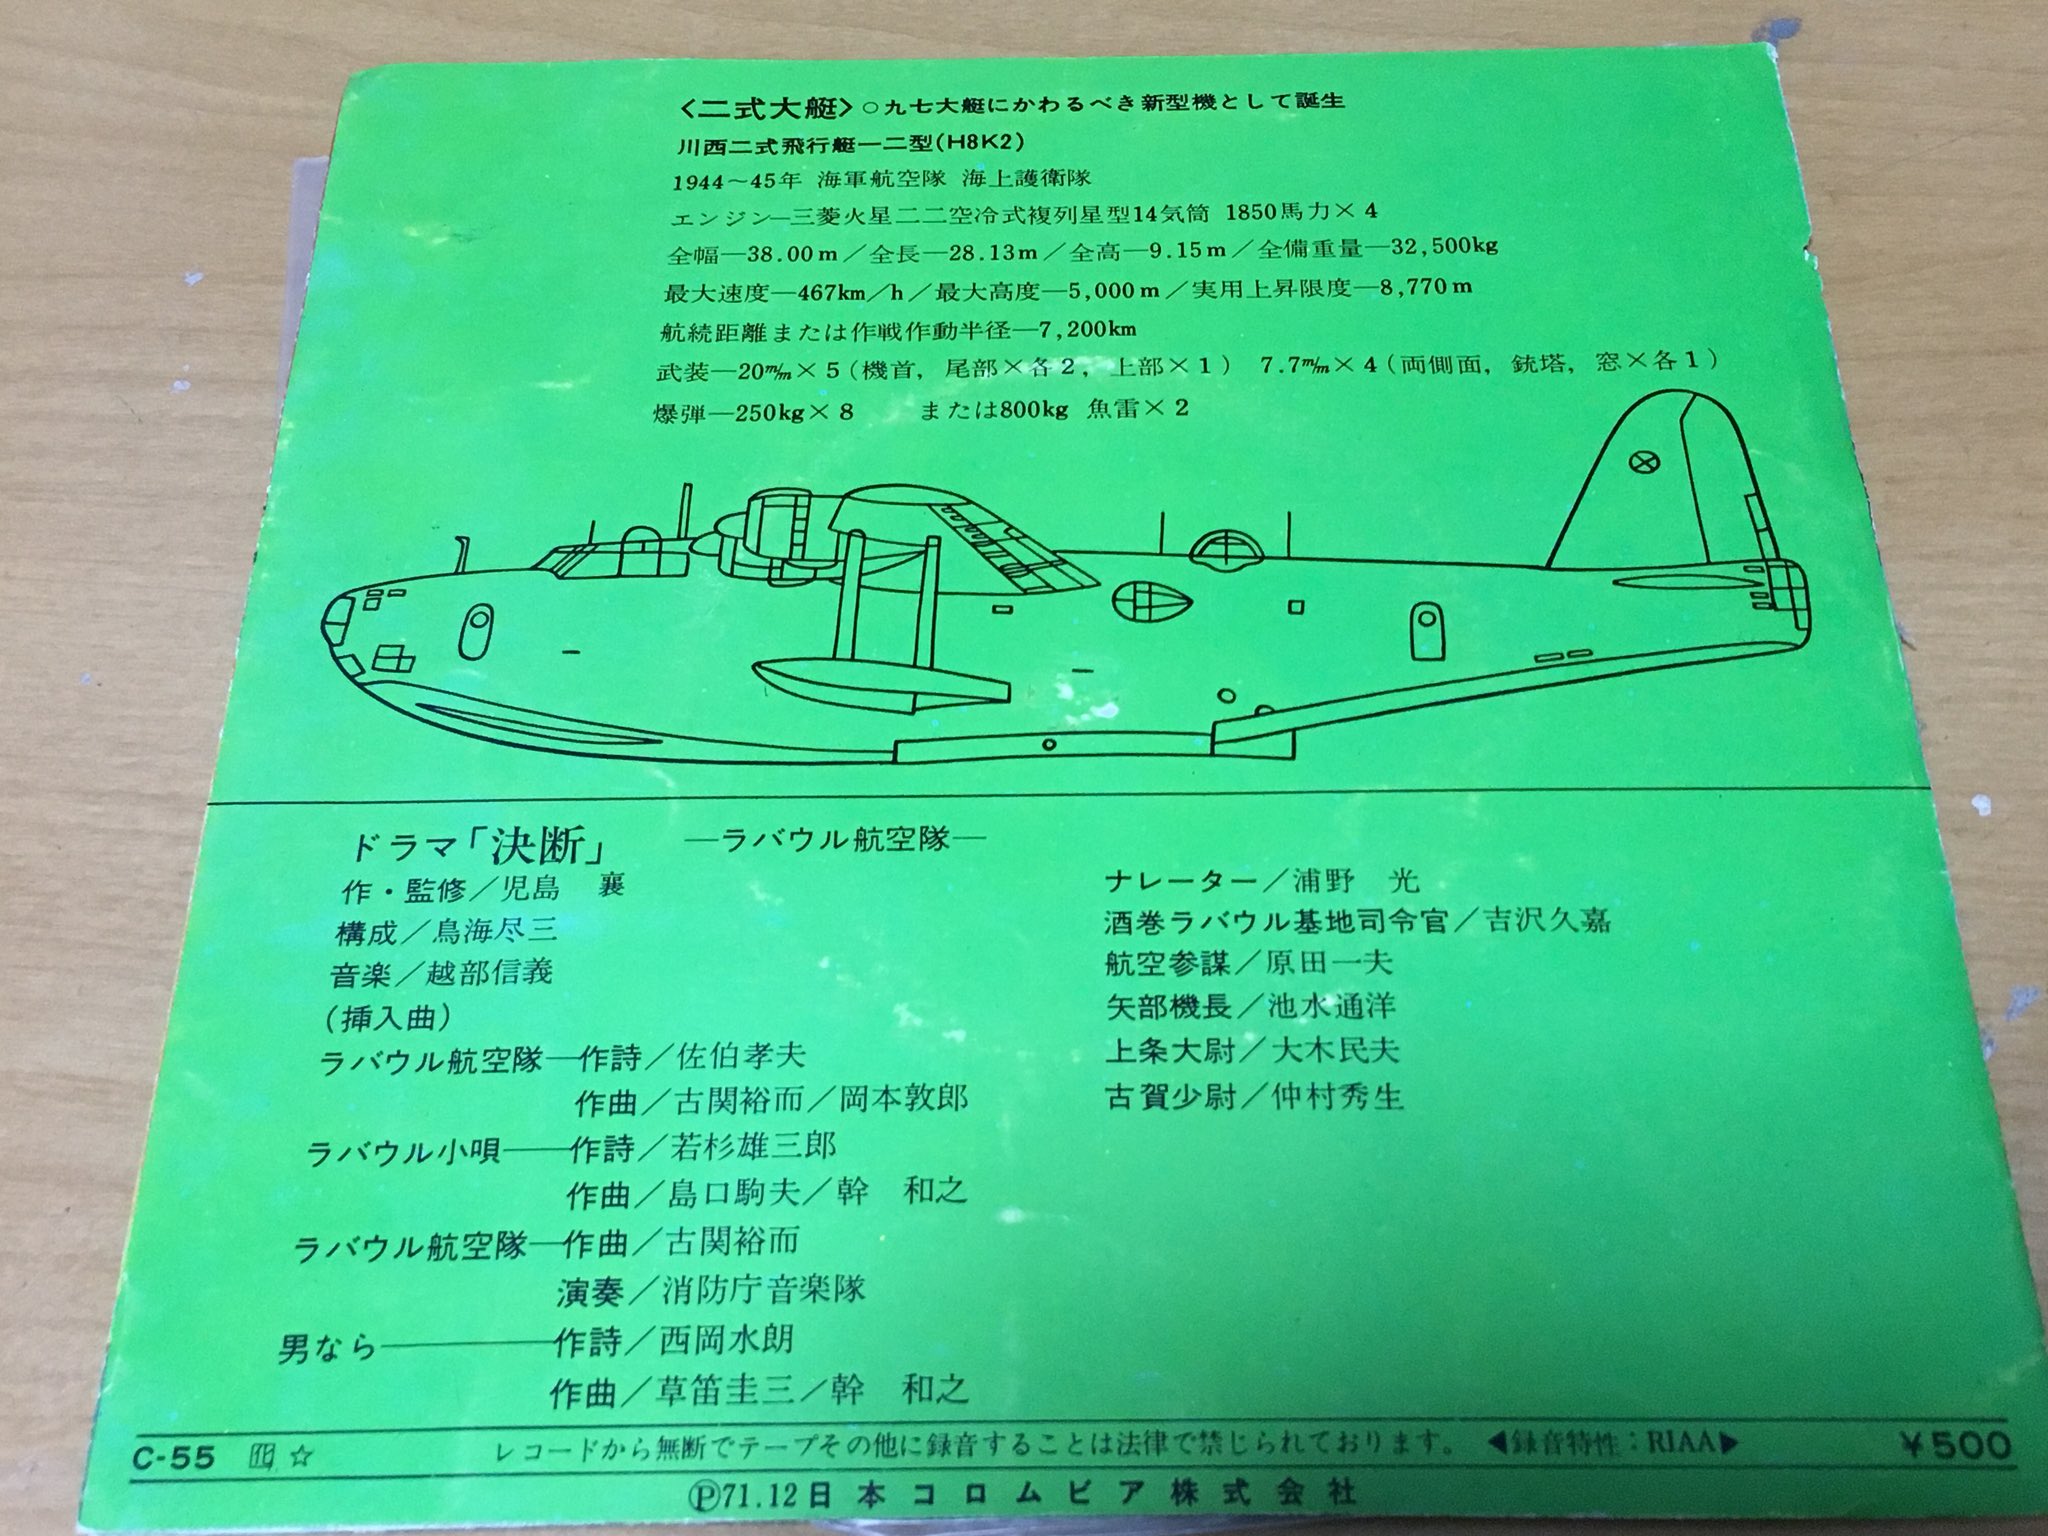 〈二式大艇〉○九七大艇にかわるべき新型機として誕生
川西二式飛行艇一二型(H8K2)
1944～45年 海軍航空隊 海上護衛隊
エンジン―三菱火星二二空冷式複列星型14気筒 1850馬力×4
全幅―38.00m／全長―28.13m／全高―9.15m／全備重量―32,500kg
最大速度―467km/h／最大高度―5,000m／実用上昇限度―8,770m
航続距離または作戦作動半径―7,200km
武装―20m/m×5(機首，尾部×各2，上部×1) 7.7m/m×4(両側面，銃塔，窓×各1)
爆弾―250kg×8 または800kg 魚雷×2
ドラマ「決断」 ―ラバウル航空隊―
作・監修／児島 襄
構成／鳥海尽三
音楽／越部信義
(挿入曲)
ラバウル航空隊―作詩／佐伯孝夫
作曲／古関裕而／岡本敦郎
ラバウル小唄――作詩／若杉雄三郎
作曲／島口駒夫／幹 和之
ラバウル航空隊―作曲／古関裕而
演奏／消防庁音楽隊
男なら―――――作詩／西岡水朗
作曲／草笛圭三／幹 和之
ナレーター／浦野 光
酒巻ラバウル基地司令官／吉沢久嘉
航空参謀／原田一夫
矢部機長／池水通洋
上条大尉／大木民夫
古賀少尉／仲村秀生
C-55 ☆ レコードから無断でテープその他に録音することは法律で禁じられております。 ◀録音特性：RIAA▶ ￥500
Ⓟ71.12日本コロムビア株式会社